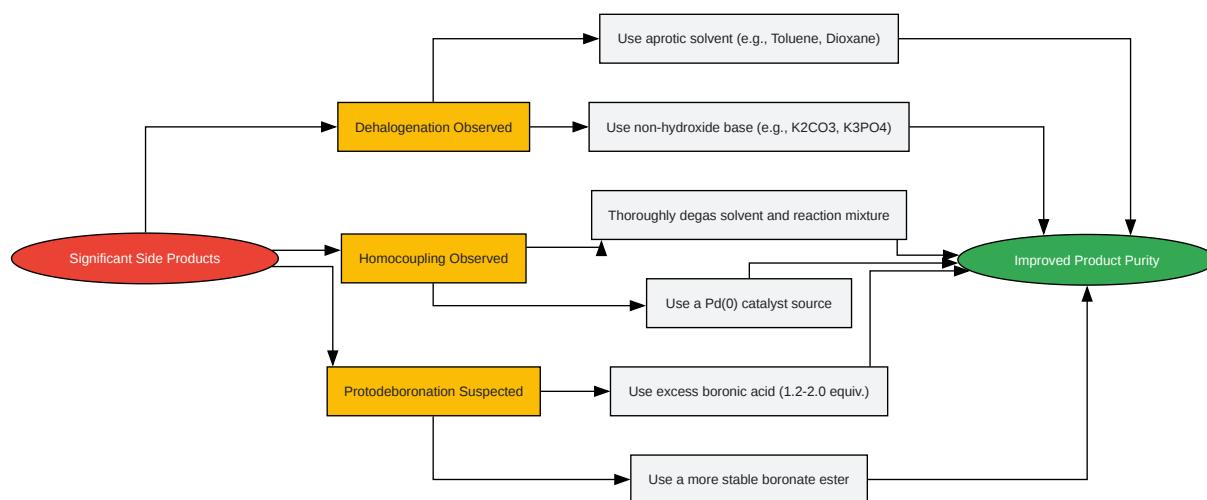 Use aprotic solvent (e.g., Toluene, Dioxane)
Dehalogenation Observed
Use non-hydroxide base (e.g., K2CO3, K3PO4)
Thoroughly degas solvent and reaction mixture
Significant Side Products
Homocoupling Observed
Improved Product Purity
Use a Pd(0) catalyst source
Protodeboronation Suspected
Use excess boronic acid (1.2-2.0 equiv.)
Use a more stable boronate ester